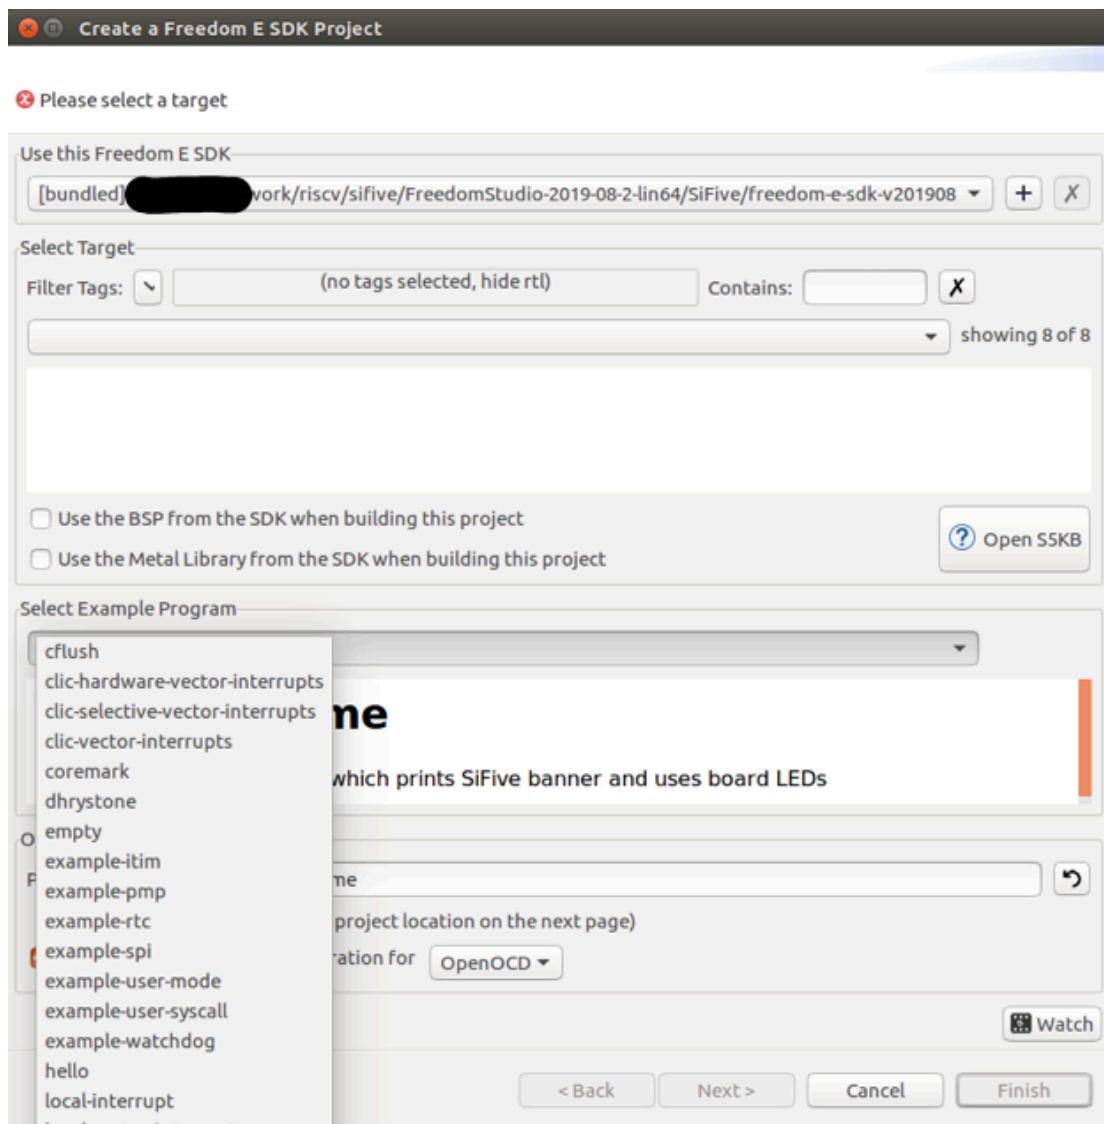 Create a Freedom E SDK Project
Please select a target
Use this Freedom E SDK
[bundled] work/riscv/sifive/FreedomStudio-2019-08-2-lin64/SiFive/freedom-e-sdk-v201908
Select Target
Filter Tags: (no tags selected, hide rtl) Contains:
showing 8 of 8
Use the BSP from the SDK when building this project
Use the Metal Library from the SDK when building this project
Open S5KB
Select Example Program
cflush
clic-hardware-vector-interrupts
clic-selective-vector-interrupts
me
clic-vector-interrupts
coremark
which prints SiFive banner and uses board LEDs
dhrystone
empty
example-itim
example-pmp
me
example-rtc
project location on the next page)
example-spi
ration for OpenOCD
example-user-mode
example-user-syscall
example-watchdog
Watch
hello
local-interrupt
< Back Next > Cancel Finish